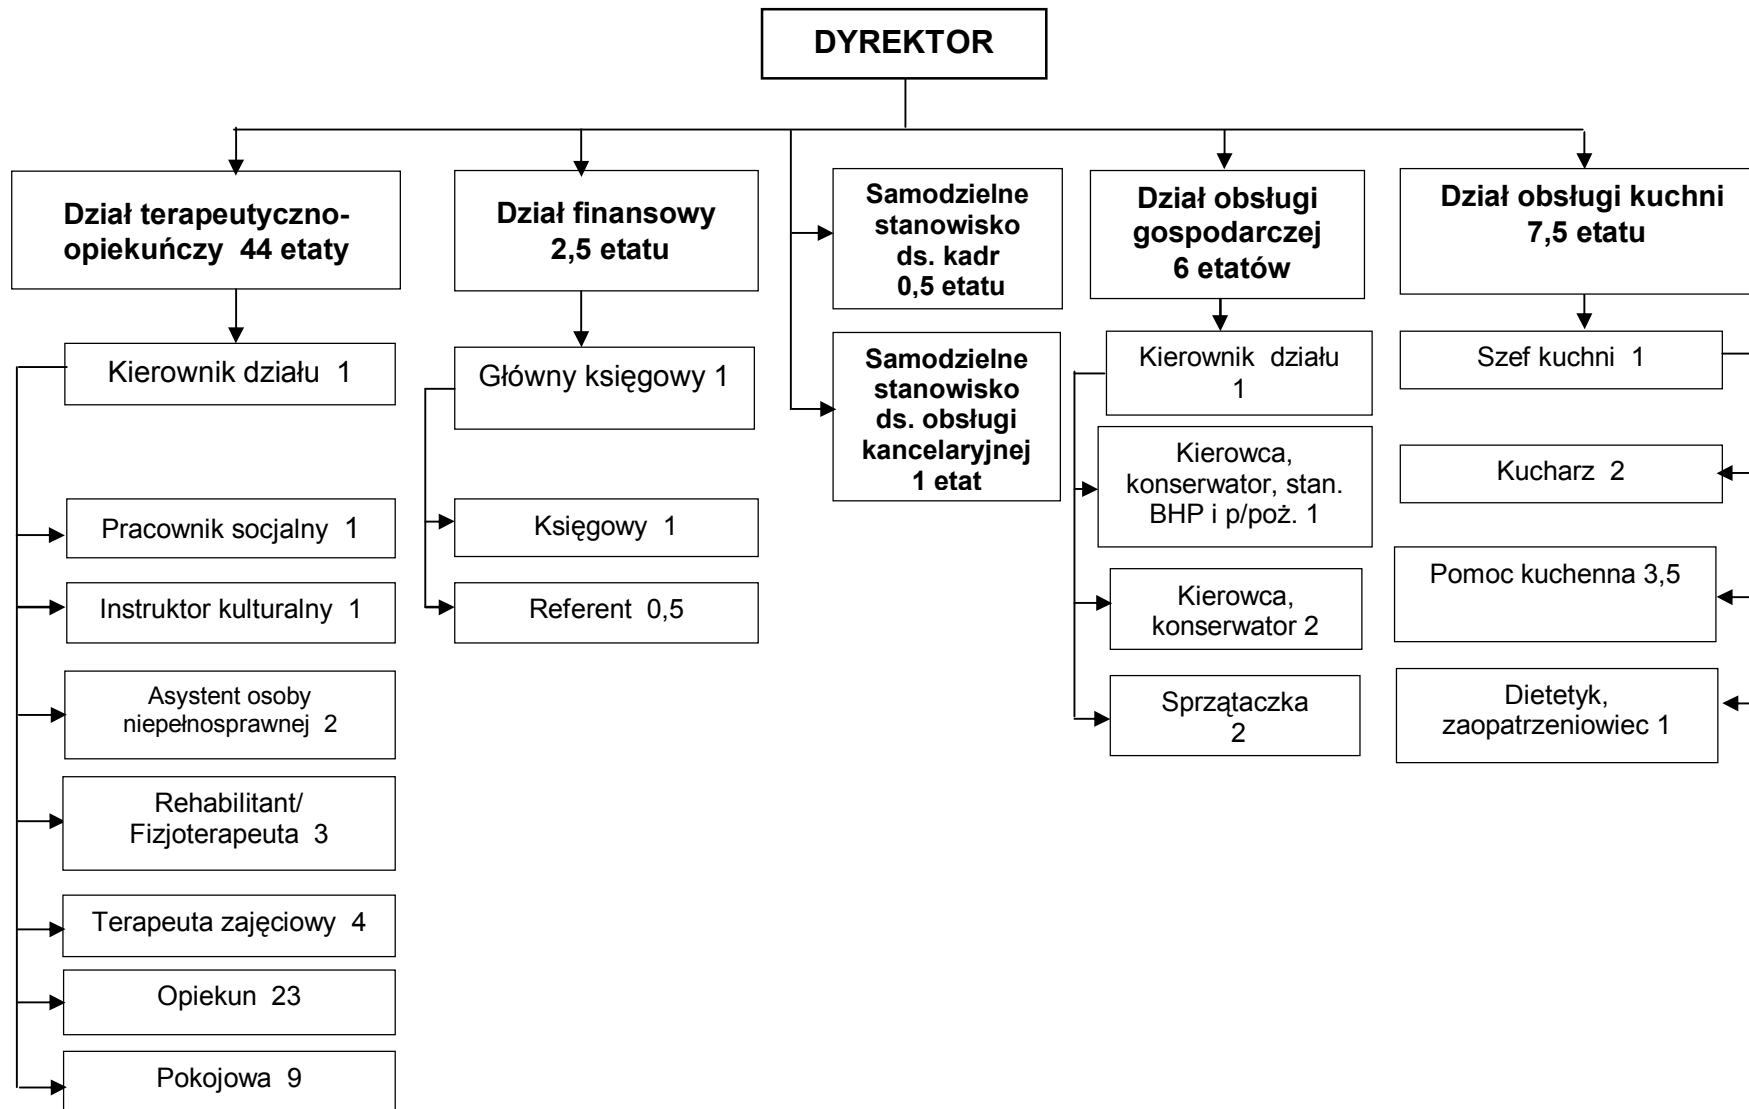 DYREKTOR
Dział terapeutyczno-
opiekuńczy 44 etaty
Dział finansowy
2,5 etatu
Samodzielne
stanowisko
ds. kadr
0,5 etatu
Dział obsługi
gospodarczej
6 etatów
Dział obsługi kuchni
7,5 etatu
Kierownik działu 1
Główny księgowy 1
Samodzielne
stanowisko
ds. obsługi
kancelaryjnej
1 etat
Kierownik działu
1
Szef kuchni 1
Pracownik socjalny 1
Instruktor kulturalny 1
Asystent osoby
niepełnosprawnej 2
Rehabilitant/
Fizjoterapeuta 3
Terapeuta zajęciowy 4
Opiekun 23
Pokojowa 9
Księgowy 1
Referent 0,5
Kierowca,
konserwator, stan.
BHP i p/poż. 1
Kierowca,
konserwator 2
Sprzątaczka
2
Kucharz 2
Pomoc kuchenna 3,5
Dietetyk,
zaopatrzeniowiec 1